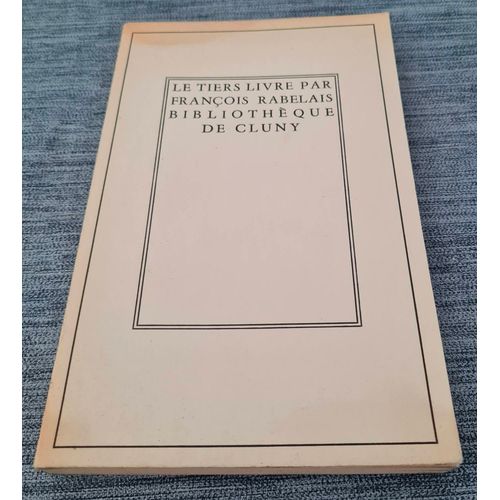 LE TIERS LIVRE PAR
FRANÇOIS RABELAIS
BIBLIOTHÈQUE
DE CLUNY